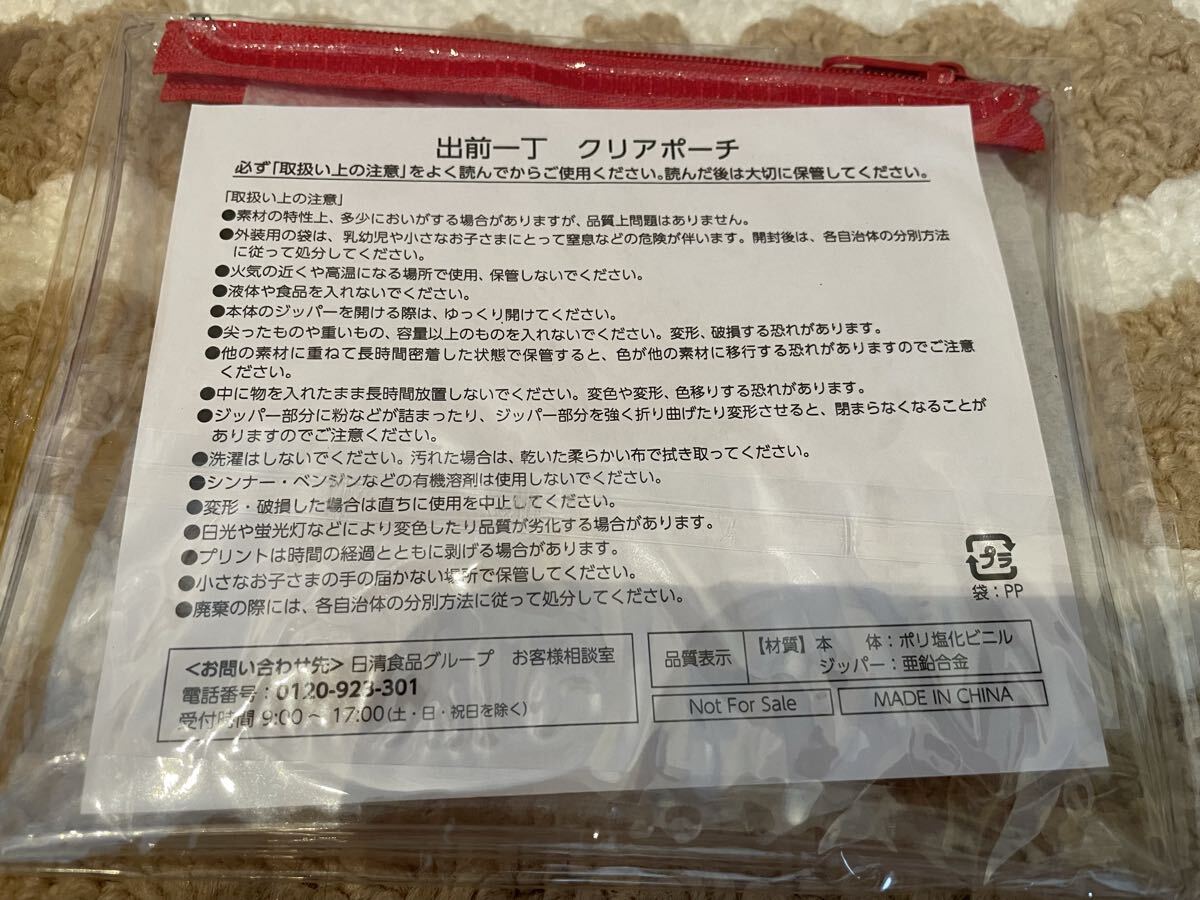 出前一丁 クリアポーチ
必ず「取扱い上の注意」をよく読んでからご使用ください。読んだ後は大切に保管してください。
「取扱い上の注意」
●素材の特性上、多少においがする場合がありますが、品質上問題はありません。
●外装用の袋は、乳幼児や小さなお子さまにとって窒息などの危険が伴います。開封後は、各自治体の分別方法
に従って処分してください。
●火気の近くや高温になる場所で使用、保管しないでください。
●液体や食品を入れないでください。
●本体のジッパーを開ける際は、ゆっくり開けてください。
●尖ったものや重いもの、容量以上のものを入れないでください。変形、破損する恐れがあります。
●他の素材に重ねて長時間密着した状態で保管すると、色が他の素材に移行する恐れがありますのでご注意
ください。
●中に物を入れたまま長時間放置しないでください。変色や変形、色移りする恐れがあります。
●ジッパー部分に粉などが詰まったり、ジッパー部分を強く折り曲げたり変形させると、閉まらなくなることが
ありますのでご注意ください。
●洗濯はしないでください。汚れた場合は、乾いた柔らかい布で拭き取ってください。
●シンナー・ベンジンなどの有機溶剤は使用しないでください。
●変形・破損した場合は直ちに使用を中止してください。
●日光や蛍光灯などにより変色したり品質が劣化する場合があります。
●プリントは時間の経過とともに剥げる場合があります。
●小さなお子さまの手の届かない場所で保管してください。
●廃棄の際には、各自治体の分別方法に従って処分してください。
プラ
袋：PP
<お問い合わせ先> 日清食品グループ お客様相談室
電話番号：0120-923-301
受付時間 9:00～17:00（土・日・祝日を除く）
品質表示
【材質】本 体：ポリ塩化ビニル
ジッパー：亜鉛合金
Not For Sale
MADE IN CHINA